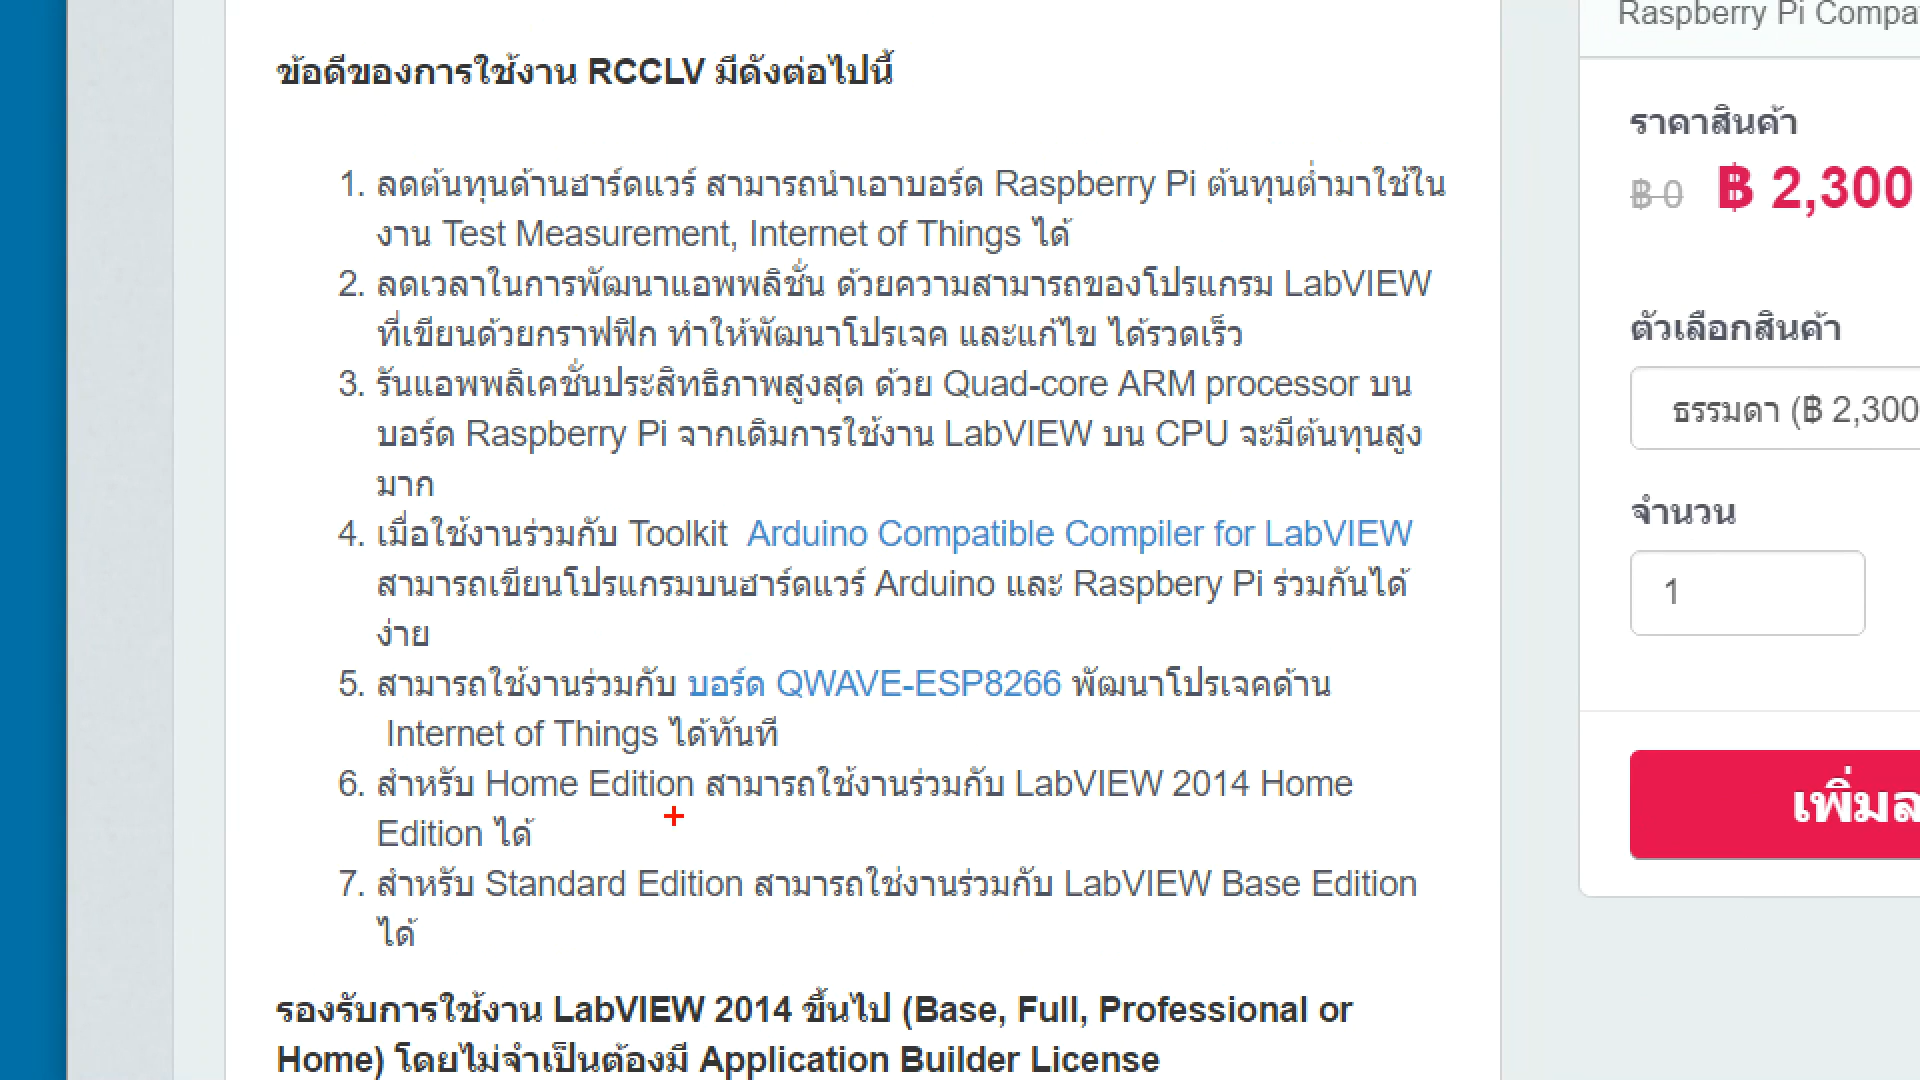 ข้อดีของการใช้งาน RCCLV มีดังต่อไปนี้
1. ลดต้นทุนด้านฮาร์ดแวร์ สามารถนำเอาบอร์ด Raspberry Pi ต้นทุนต่ำมาใช้ใน
งาน Test Measurement, Internet of Things ได้
2. ลดเวลาในการพัฒนาแอพพลิชั่น ด้วยความสามารถของโปรแกรม LabVIEW
ที่เขียนด้วยกราฟฟิก ทำให้พัฒนาโปรเจค และแก้ไข ได้รวดเร็ว
3. รันแอพพลิเคชั่นประสิทธิภาพสูงสุด ด้วย Quad-core ARM processor บน
บอร์ด Raspberry Pi จากเดิมการใช้งาน LabVIEW บน CPU จะมีต้นทุนสูง
มาก
4. เมื่อใช้งานร่วมกับ Toolkit Arduino Compatible Compiler for LabVIEW
สามารถเขียนโปรแกรมบนฮาร์ดแวร์ Arduino และ Raspbery Pi ร่วมกันได้
ง่าย
5. สามารถใช้งานร่วมกับ บอร์ด QWAVE-ESP8266 พัฒนาโปรเจคด้าน
Internet of Things ได้ทันที
6. สำหรับ Home Edition สามารถใช้งานร่วมกับ LabVIEW 2014 Home
Edition ได้
7. สำหรับ Standard Edition สามารถใช่งานร่วมกับ LabVIEW Base Edition
ได้
รองรับการใช้งาน LabVIEW 2014 ขึ้นไป (Base, Full, Professional or
Home) โดยไม่จำเป็นต้องมี Application Builder License
Raspberry Pi Compa
ราคาสินค้า
฿ 0 ฿ 2,300
ตัวเลือกสินค้า
ธรรมดา (฿ 2,300
จำนวน
1
เพิ่มล